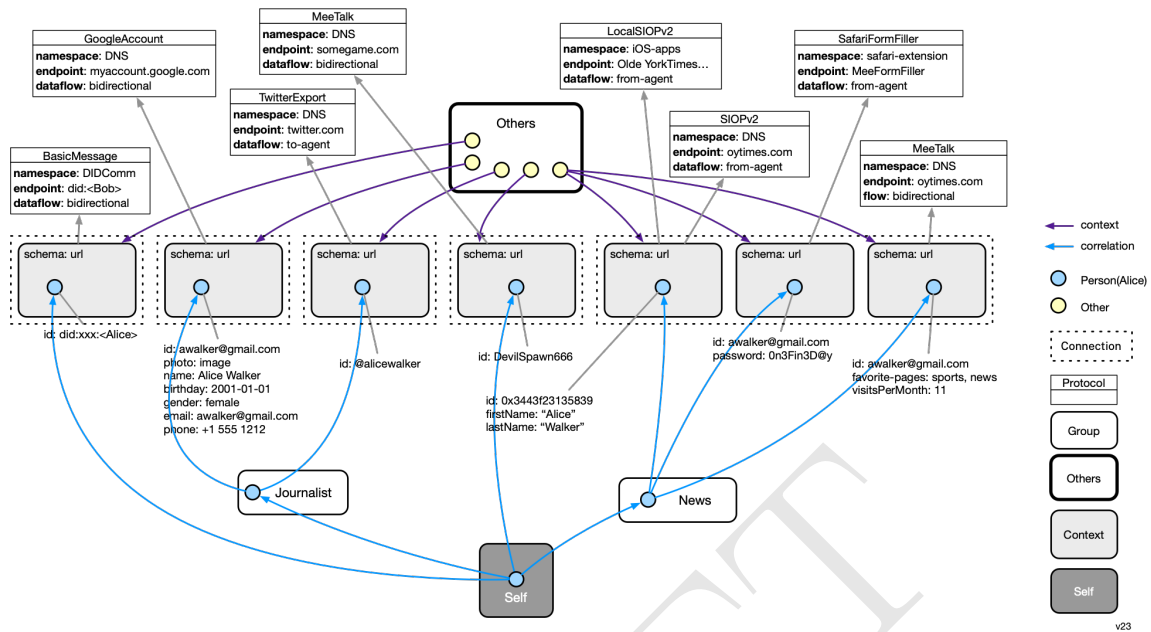 MeeTalk
namespace: DNS
endpoint: somegame.com
dataflow: bidirectional
GoogleAccount
namespace: DNS
endpoint: myaccount.google.com
dataflow: bidirectional
LocalSIOPv2
namespace: iOS-apps
endpoint: Olde YorkTimes...
dataflow: from-agent
SafariFormFiller
namespace: safari-extension
endpoint: MeeFormFiller
dataflow: from-agent
TwitterExport
namespace: DNS
endpoint: twitter.com
dataflow: to-agent
Others
SIOPv2
namespace: DNS
endpoint: oytimes.com
dataflow: from-agent
BasicMessage
namespace: DIDComm
endpoint: did:<Bob>
dataflow: bidirectional
MeeTalk
namespace: DNS
endpoint: oytimes.com
flow: bidirectional
schema: url
schema: url
schema: url
schema: url
schema: url
schema: url
schema: url
id: did:xxx:<Alice>
id: awalker@gmail.com
photo: image
name: Alice Walker
birthday: 2001-01-01
gender: female
email: awalker@gmail.com
phone: +1 555 1212
id: @alicewalker
id: DevilSpawn666
id: 0x3443f23135839
firstName: “Alice”
lastName: “Walker”
id: awalker@gmail.com
password: 0n3Fin3D@y
id: awalker@gmail.com
favorite-pages: sports, news
visitsPerMonth: 11
Journalist
News
Self
context
correlation
Person(Alice)
Other
Connection
Protocol
Group
Others
Context
Self
v23